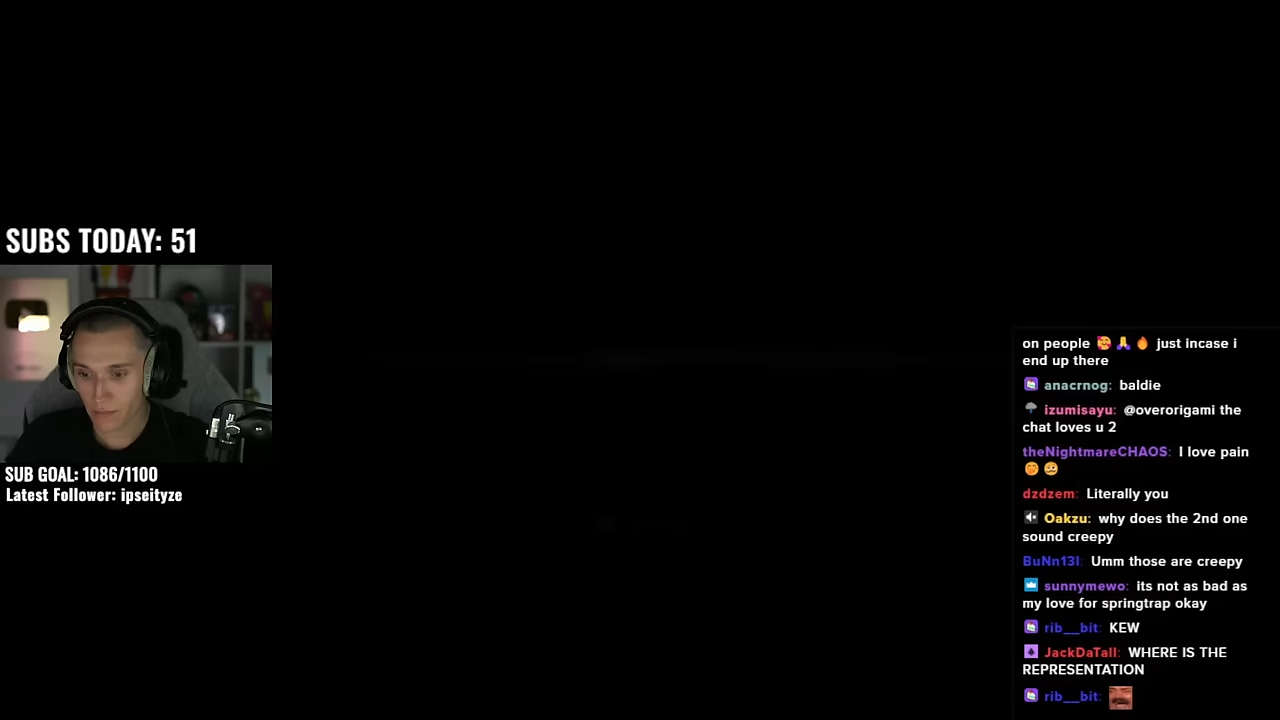 SUBS TODAY: 51
SUB GOAL: 1086/1100
Latest Follower: ipseityze
on people 🥰 🙏 🔥 just incase i
end up there
anacrnog: baldie
izumisayu: @overorigami the
chat loves u 2
theNightmareCHAOS: I love pain
dzdzem: Literally you
Oakzu: why does the 2nd one
sound creepy
BuNn13l: Umm those are creepy
sunnymewo: its not as bad as
my love for springtrap okay
rib__bit: KEW
JackDaTall: WHERE IS THE
REPRESENTATION
rib__bit: